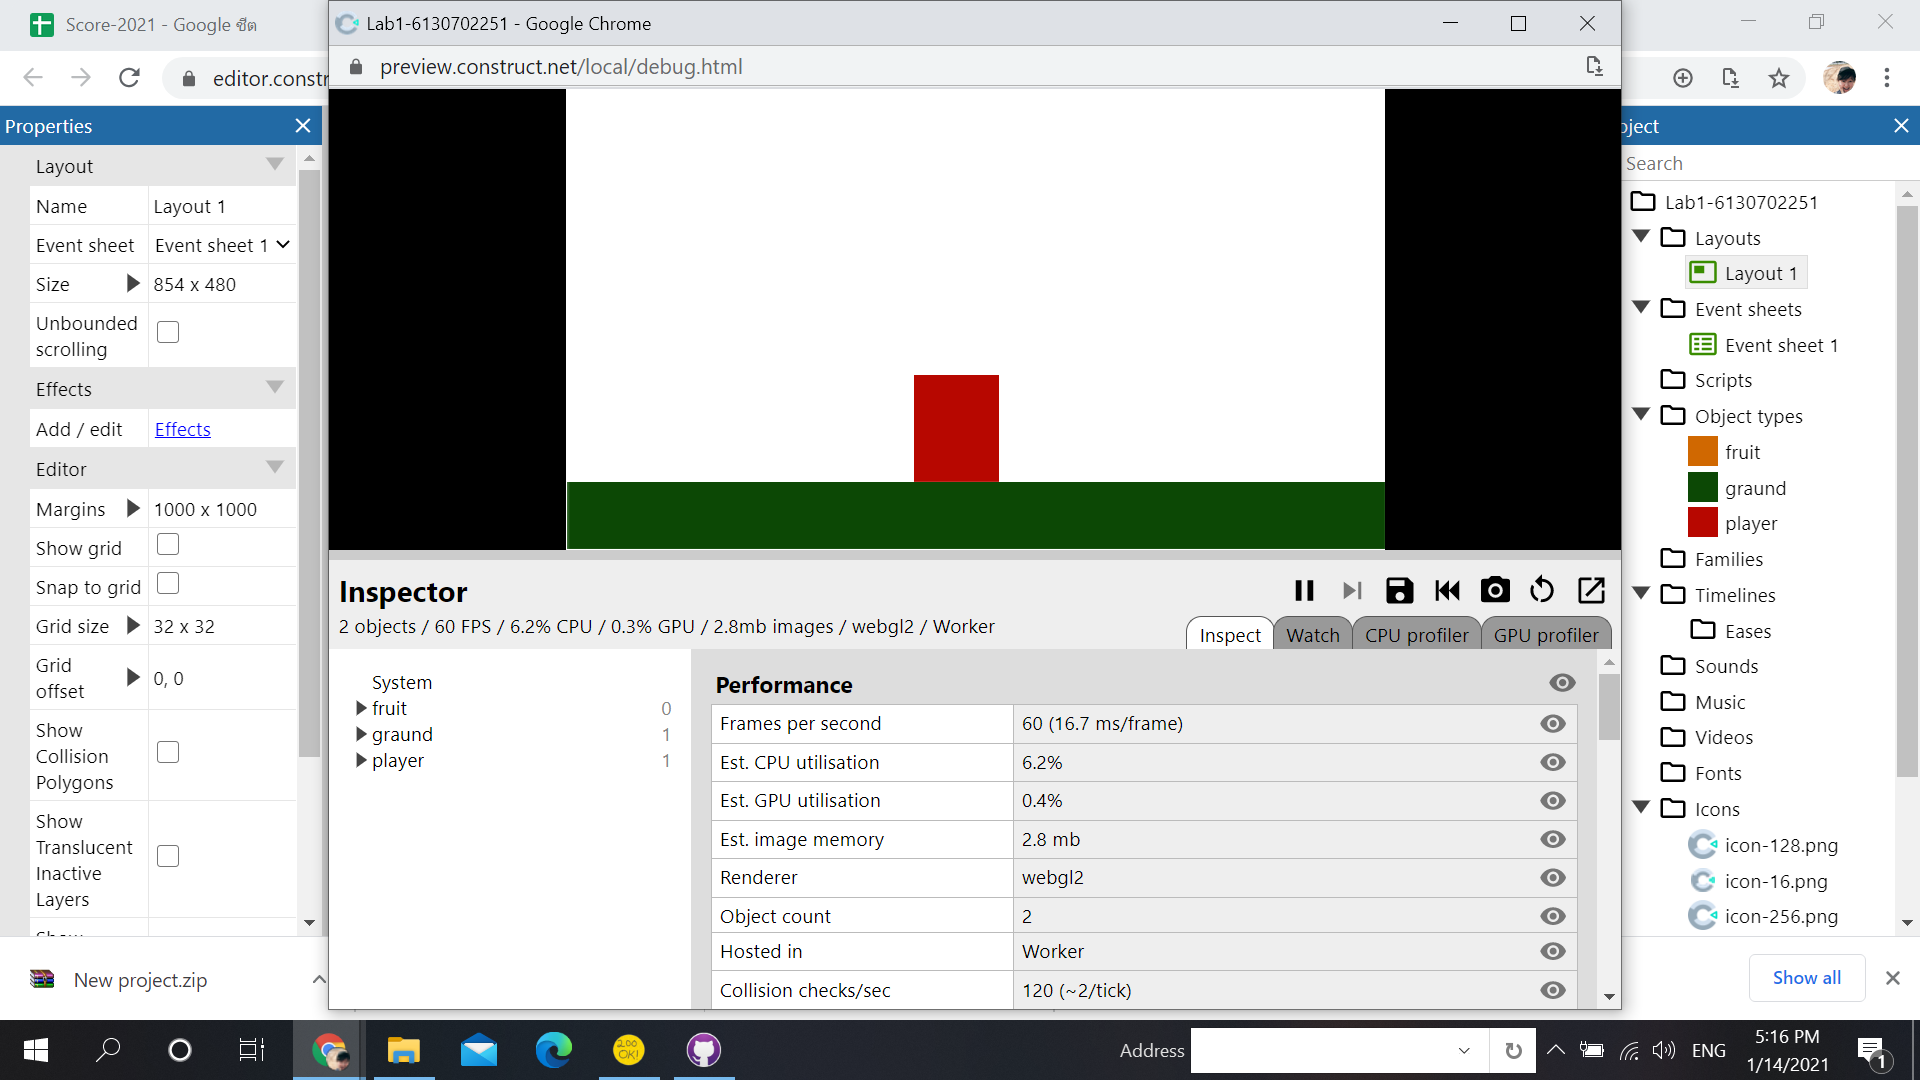 Score-2021 - Google ชีต
Lab1-6130702251 - Google Chrome
editor.constr
preview.construct.net/local/debug.html
Properties
Layout
Name Layout 1
Event sheet Event sheet 1
Size 854 x 480
Unbounded
scrolling
Effects
Add / edit Effects
Editor
Margins 1000 x 1000
Show grid
Snap to grid
Grid size 32 x 32
Grid
offset 0, 0
Show
Collision
Polygons
Show
Translucent
Inactive
Layers
Inspector
2 objects / 60 FPS / 6.2% CPU / 0.3% GPU / 2.8mb images / webgl2 / Worker
Inspect Watch CPU profiler GPU profiler
System
fruit 0
graund 1
player 1
Performance
Frames per second 60 (16.7 ms/frame)
Est. CPU utilisation 6.2%
Est. GPU utilisation 0.4%
Est. image memory 2.8 mb
Renderer webgl2
Object count 2
Hosted in Worker
Collision checks/sec 120 (~2/tick)
oject
Search
Lab1-6130702251
Layouts
Layout 1
Event sheets
Event sheet 1
Scripts
Object types
fruit
graund
player
Families
Timelines
Eases
Sounds
Music
Videos
Fonts
Icons
icon-128.png
icon-16.png
icon-256.png
New project.zip
Show all
200
OK!
Address
ENG
5:16 PM
1/14/2021
1